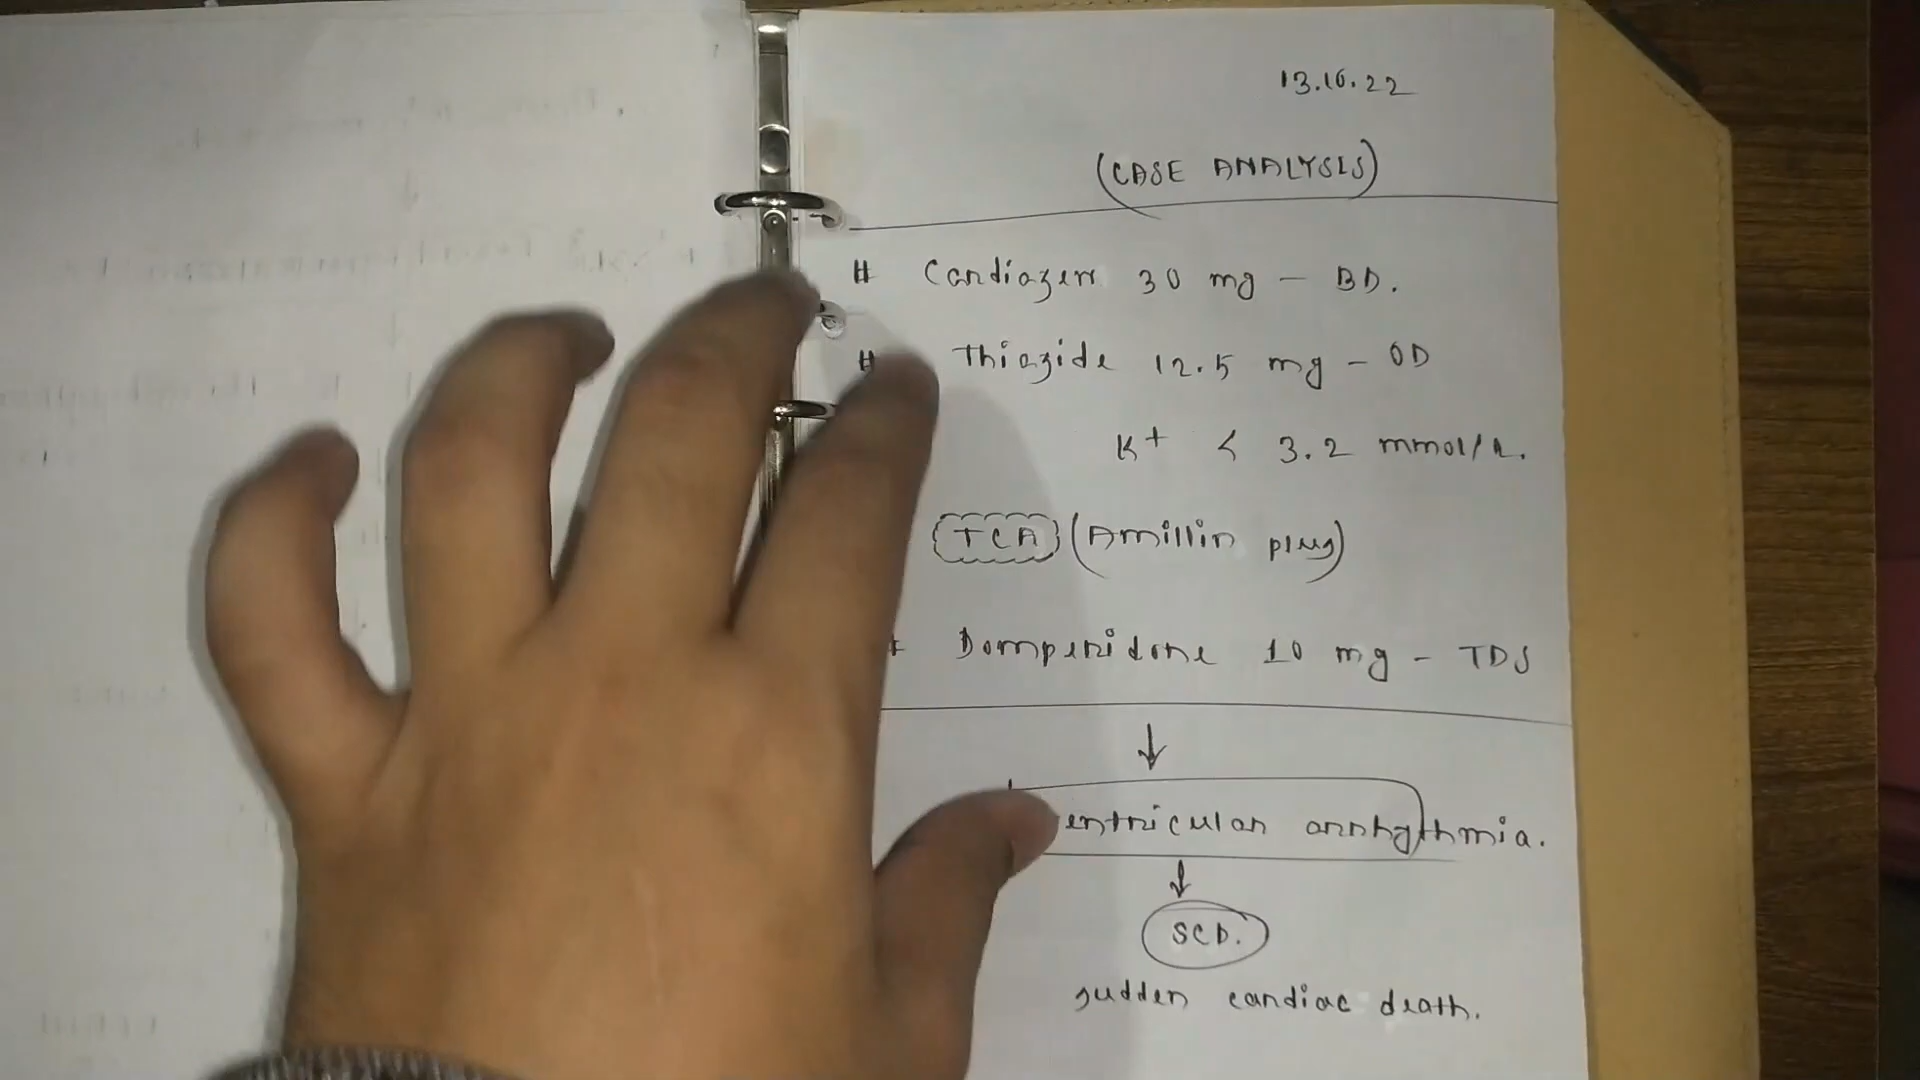 13.10.22
(CASE ANALYSIS)
# Cardiazem 30 mg - BD.
# Thiazide 12.5 mg - OD
K+ < 3.2 mmol/L.
TCA (Amillin plus)
Domperidone 10 mg - TDS
↓
entricular arrhythmia.
↓
SCD.
sudden cardiac death.